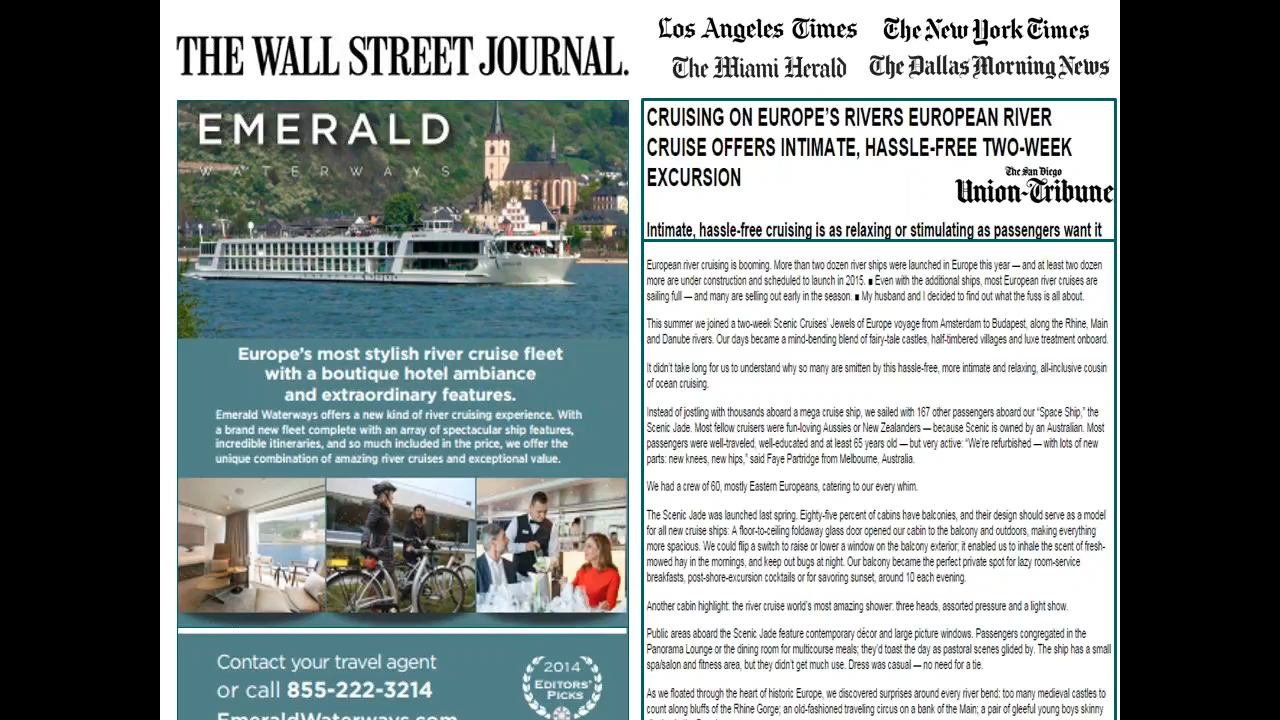 THE WALL STREET JOURNAL.
Los Angeles Times
The New York Times
The Miami Herald
The Dallas Morning News
EMERALD
WATERWAYS
Europe's most stylish river cruise fleet
with a boutique hotel ambiance
and extraordinary features.
Emerald Waterways offers a new kind of river cruising experience. With
a brand new fleet complete with an array of spectacular ship features,
incredible itineraries, and so much included in the price, we offer the
unique combination of amazing river cruises and exceptional value.
Contact your travel agent
or call 855-222-3214
EmeraldWaterways.com
2014
EDITORS'
PICKS
CRUISING ON EUROPE'S RIVERS EUROPEAN RIVER
CRUISE OFFERS INTIMATE, HASSLE-FREE TWO-WEEK
EXCURSION
The San Diego
Union-Tribune
Intimate, hassle-free cruising is as relaxing or stimulating as passengers want it
European river cruising is booming. More than two dozen river ships were launched in Europe this year — and at least two dozen
more are under construction and scheduled to launch in 2015. ■ Even with the additional ships, most European river cruises are
sailing full — and many are selling out early in the season. ■ My husband and I decided to find out what the fuss is all about.
This summer we joined a two-week Scenic Cruises' Jewels of Europe voyage from Amsterdam to Budapest, along the Rhine, Main
and Danube rivers. Our days became a mind-bending blend of fairy-tale castles, half-timbered villages and luxe treatment onboard.
It didn't take long for us to understand why so many are smitten by this hassle-free, more intimate and relaxing, all-inclusive cousin
of ocean cruising.
Instead of jostling with thousands aboard a mega cruise ship, we sailed with 167 other passengers aboard our "Space Ship," the
Scenic Jade. Most fellow cruisers were fun-loving Aussies or New Zealanders — because Scenic is owned by an Australian. Most
passengers were well-traveled, well-educated and at least 65 years old — but very active: "We're refurbished — with lots of new
parts: new knees, new hips," said Faye Partridge from Melbourne, Australia.
We had a crew of 60, mostly Eastern Europeans, catering to our every whim.
The Scenic Jade was launched last spring. Eighty-five percent of cabins have balconies, and their design should serve as a model
for all new cruise ships: A floor-to-ceiling foldaway glass door opened our cabin to the balcony and outdoors, making everything
more spacious. We could flip a switch to raise or lower a window on the balcony exterior; it enabled us to inhale the scent of fresh-
mowed hay in the mornings, and keep out bugs at night. Our balcony became the perfect private spot for lazy room-service
breakfasts, post-shore-excursion cocktails or for savoring sunset, around 10 each evening.
Another cabin highlight: the river cruise world's most amazing shower: three heads, assorted pressure and a light show.
Public areas aboard the Scenic Jade feature contemporary décor and large picture windows. Passengers congregated in the
Panorama Lounge or the dining room for multicourse meals; they'd toast the day as pastoral scenes glided by. The ship has a small
spa/salon and fitness area, but they didn't get much use. Dress was casual — no need for a tie.
As we floated through the heart of historic Europe, we discovered surprises around every river bend: too many medieval castles to
count along bluffs of the Rhine Gorge; an old-fashioned traveling circus on a bank of the Main; a pair of gleeful young boys skinny